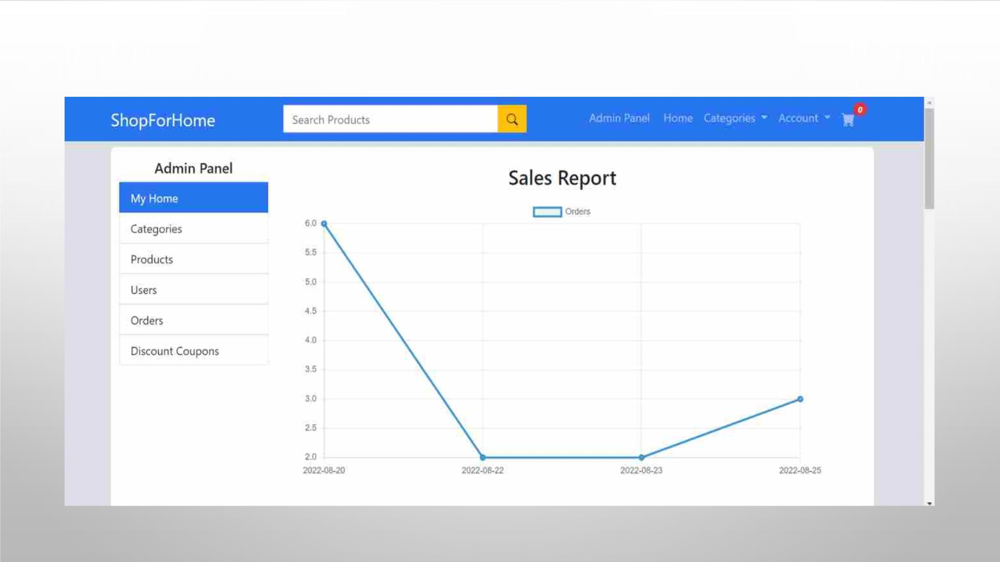 ShopForHome
Search Products
Admin Panel Home Categories Account
0
Admin Panel
My Home
Categories
Products
Users
Orders
Discount Coupons
Sales Report
Orders
6.0
5.5
5.0
4.5
4.0
3.5
3.0
2.5
2.0
2022-08-20 2022-08-22 2022-08-23 2022-08-25